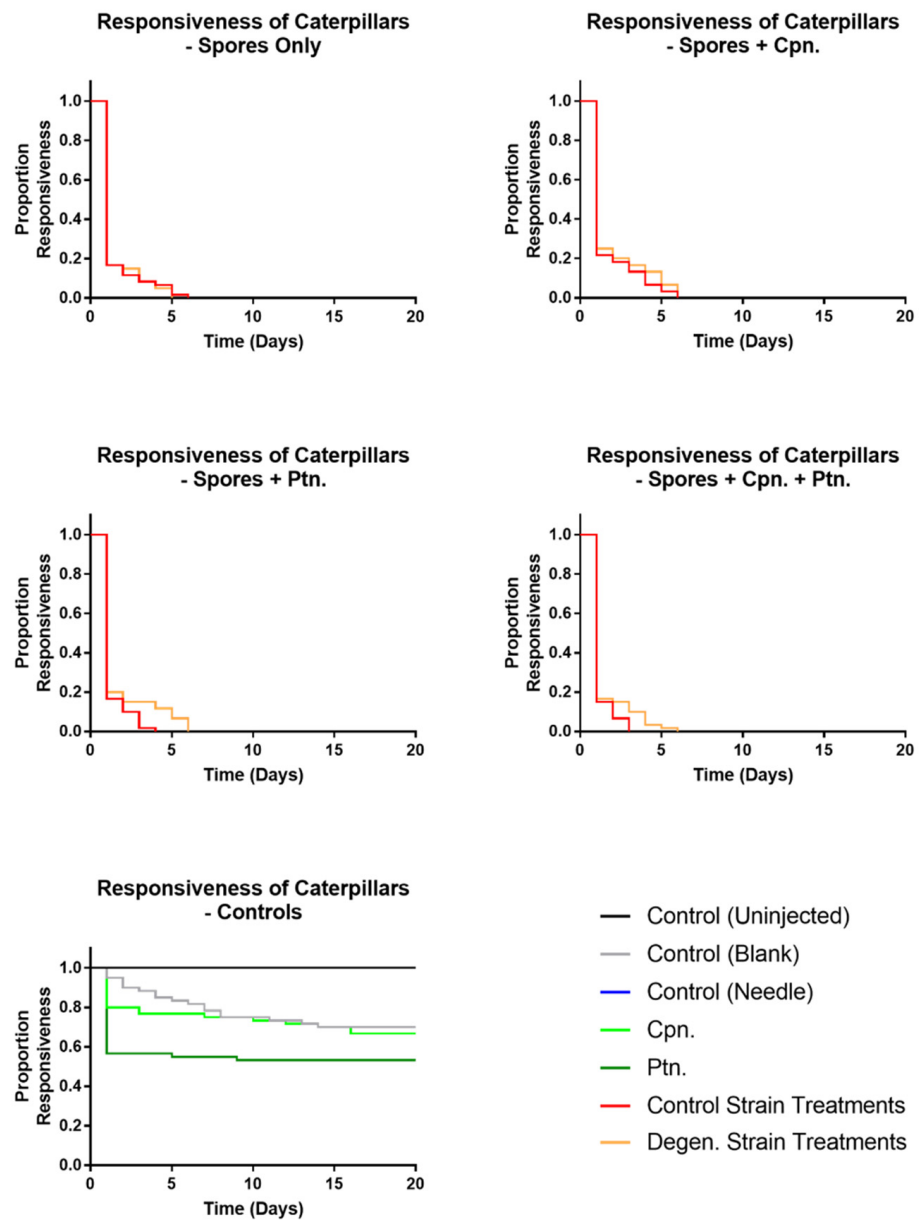 Responsiveness of Caterpillars
- Spores Only
Proportion
Responsiveness
1.0
0.8
0.6
0.4
0.2
0.0
0 5 10 15 20
Time (Days)
Responsiveness of Caterpillars
- Spores + Cpn.
Proportion
Responsiveness
1.0
0.8
0.6
0.4
0.2
0.0
0 5 10 15 20
Time (Days)
Responsiveness of Caterpillars
- Spores + Ptn.
Proportion
Responsiveness
1.0
0.8
0.6
0.4
0.2
0.0
0 5 10 15 20
Time (Days)
Responsiveness of Caterpillars
- Spores + Cpn. + Ptn.
Proportion
Responsiveness
1.0
0.8
0.6
0.4
0.2
0.0
0 5 10 15 20
Time (Days)
Responsiveness of Caterpillars
- Controls
Proportion
Responsiveness
1.0
0.8
0.6
0.4
0.2
0.0
0 5 10 15 20
Time (Days)
Control (Uninjected)
Control (Blank)
Control (Needle)
Cpn.
Ptn.
Control Strain Treatments
Degen. Strain Treatments